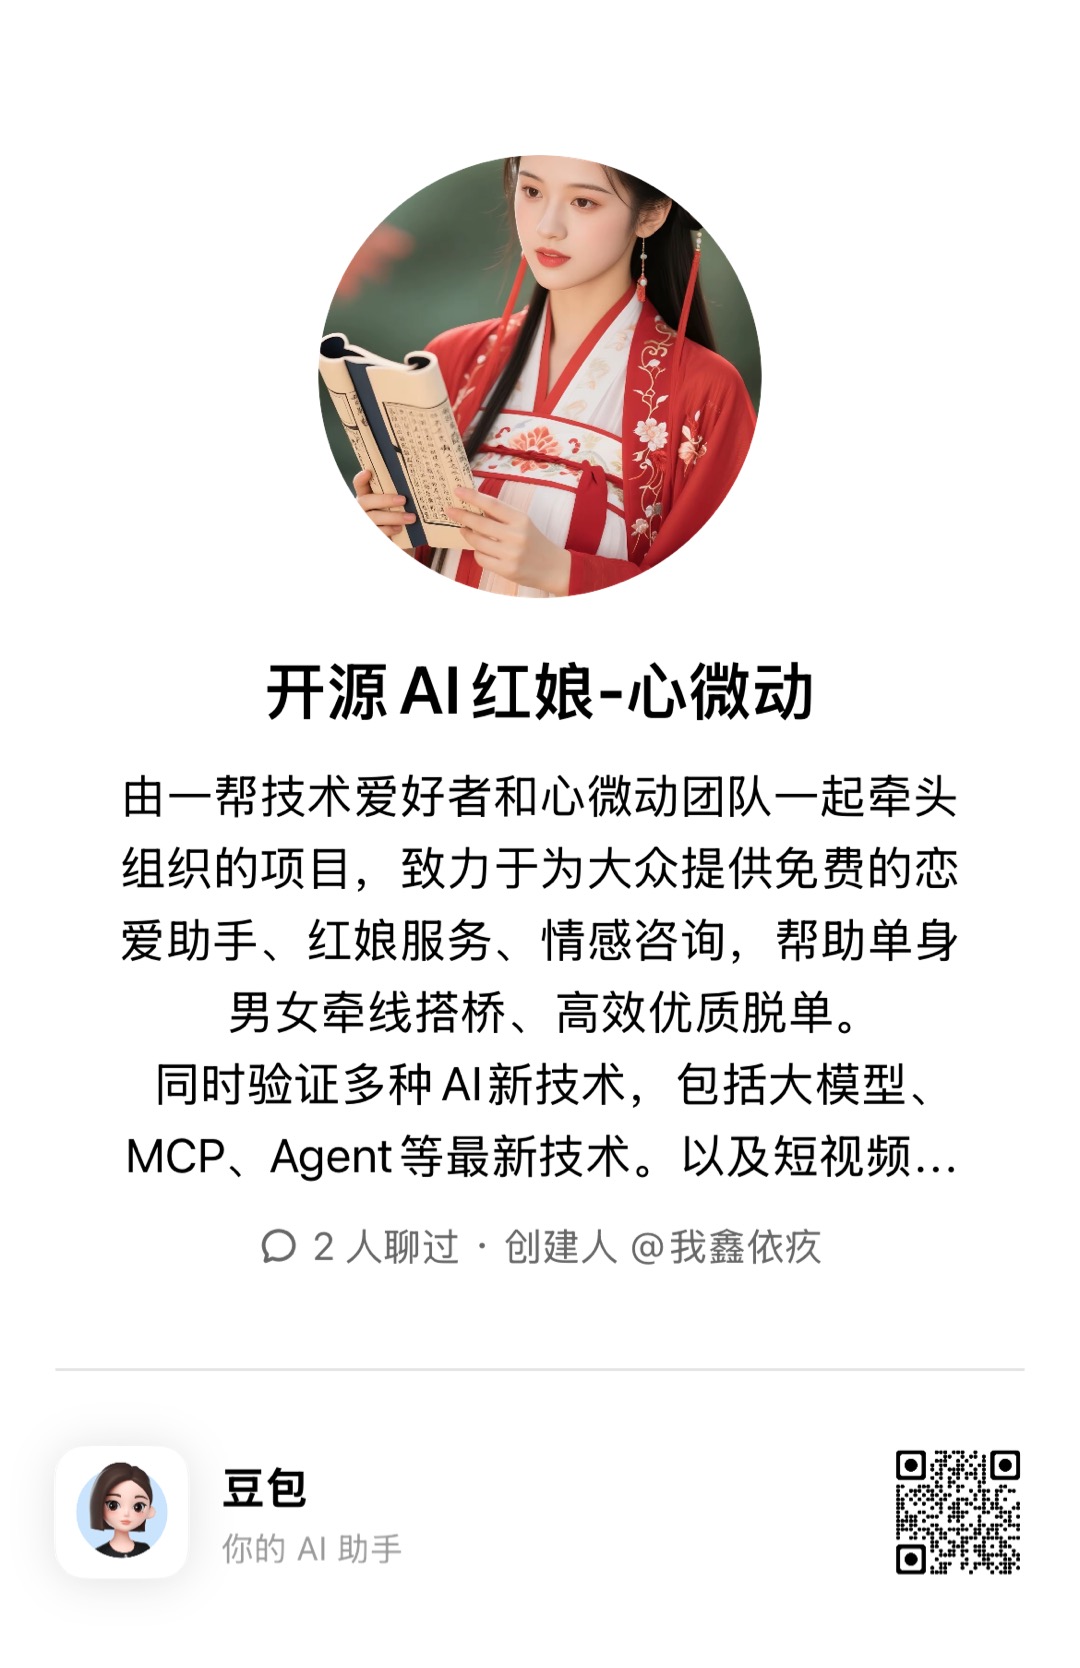 开源AI红娘-心微动
由一帮技术爱好者和心微动团队一起牵头
组织的项目，致力于为大众提供免费的恋
爱助手、红娘服务、情感咨询，帮助单身
男女牵线搭桥、高效优质脱单。
同时验证多种AI新技术，包括大模型、
MCP、Agent等最新技术。以及短视频...
2 人聊过 · 创建人 @我鑫依疚
豆包
你的 AI 助手